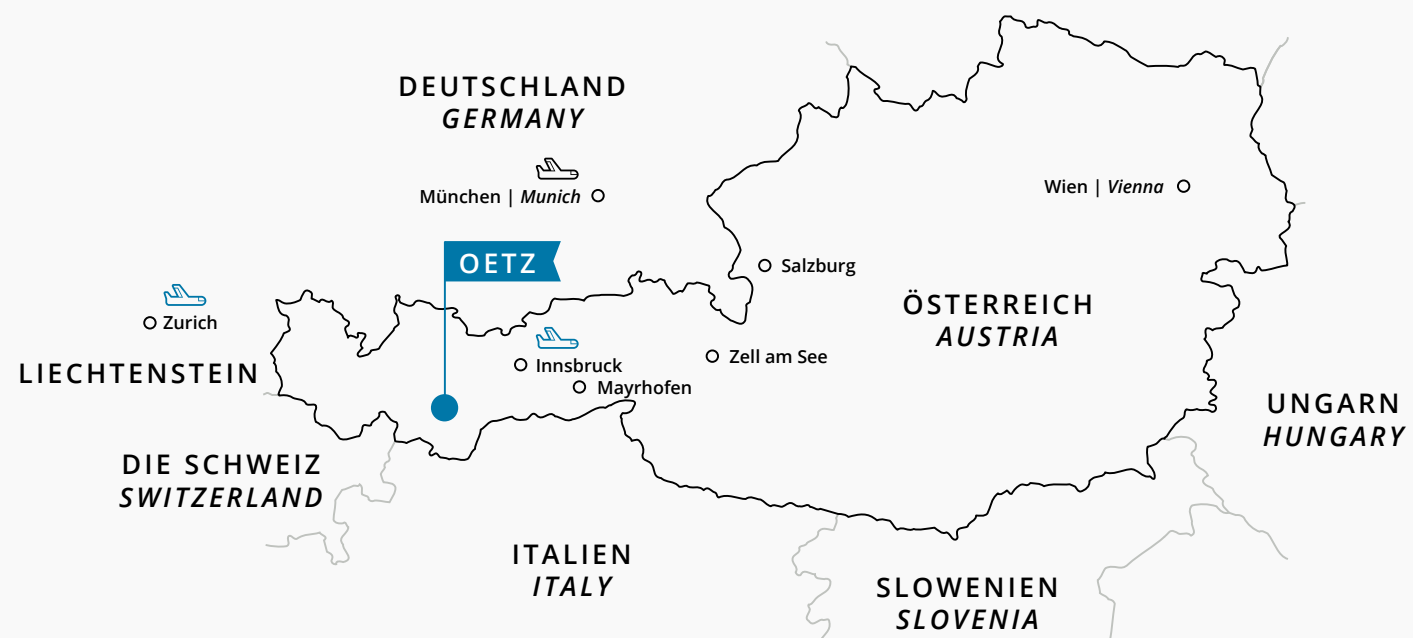 DEUTSCHLAND
GERMANY
München | Munich
Wien | Vienna
OETZ
Salzburg
ÖSTERREICH
AUSTRIA
Zurich
Zell am See
Innsbruck
LIECHTENSTEIN
Mayrhofen
UNGARN
HUNGARY
DIE SCHWEIZ
SWITZERLAND
ITALIEN
ITALY
SLOWENIEN
SLOVENIA